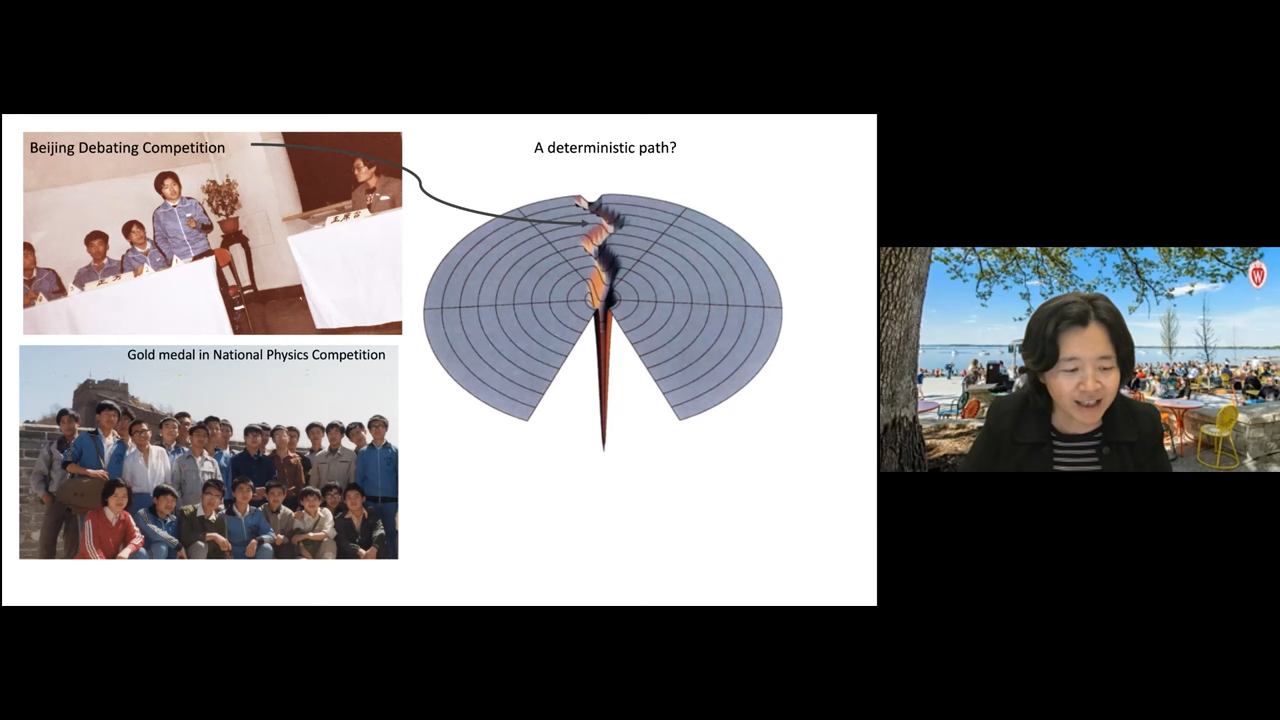 Beijing Debating Competition
A deterministic path?
Gold medal in National Physics Competition
W